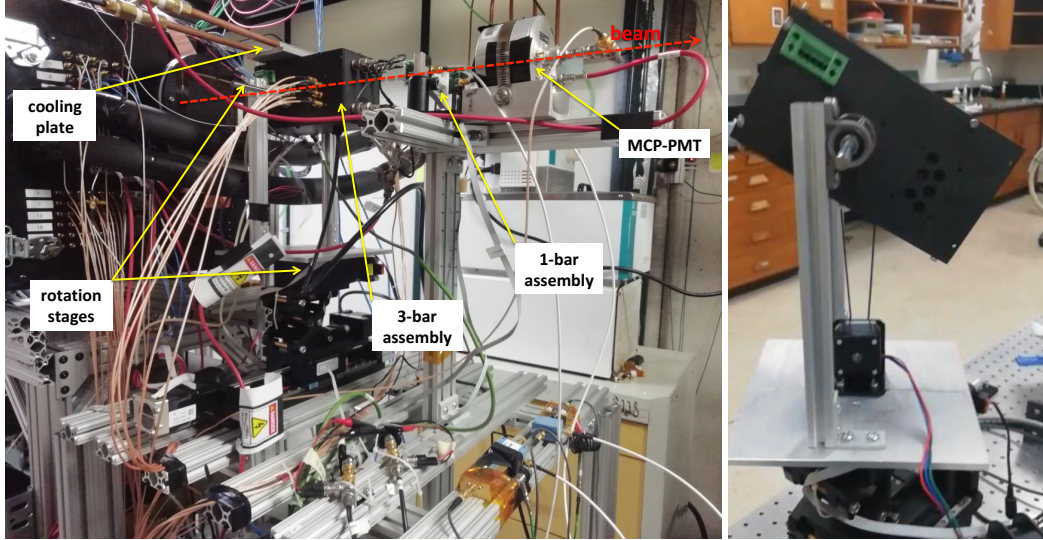 beam
cooling
plate
MCP-PMT
1-bar
assembly
rotation
stages
3-bar
assembly